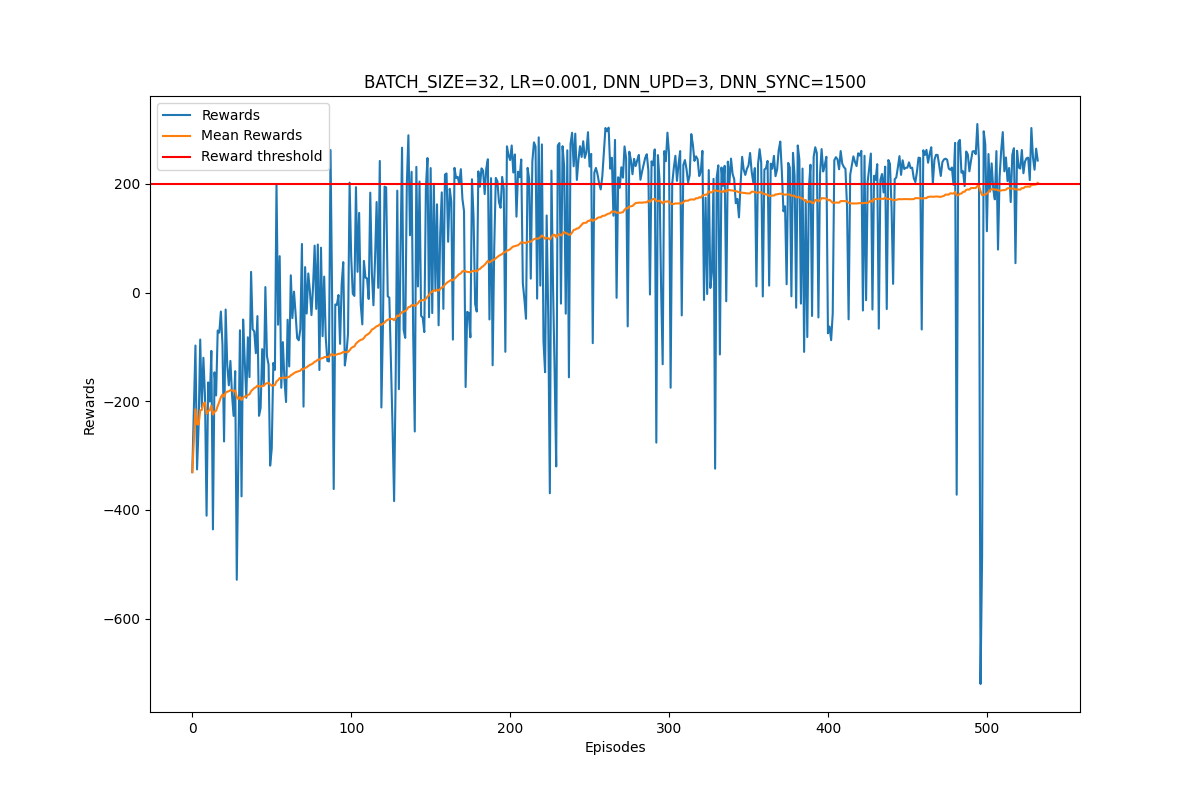 BATCH_SIZE=32, LR=0.001, DNN_UPD=3, DNN_SYNC=1500
Rewards
Mean Rewards
Reward threshold
200
0
−200
−400
−600
Rewards
0
100
200
300
400
500
Episodes